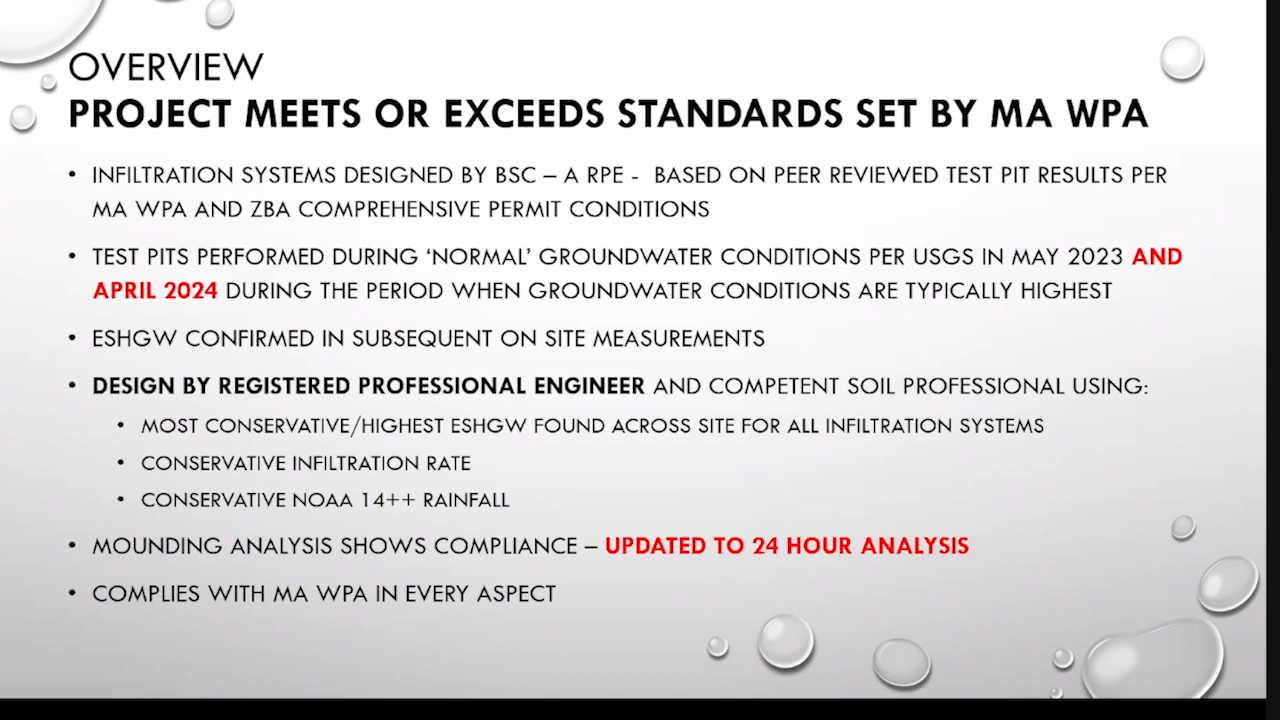 OVERVIEW
PROJECT MEETS OR EXCEEDS STANDARDS SET BY MA WPA
• INFILTRATION SYSTEMS DESIGNED BY BSC – A RPE - BASED ON PEER REVIEWED TEST PIT RESULTS PER
MA WPA AND ZBA COMPREHENSIVE PERMIT CONDITIONS
• TEST PITS PERFORMED DURING ‘NORMAL’ GROUNDWATER CONDITIONS PER USGS IN MAY 2023 AND
APRIL 2024 DURING THE PERIOD WHEN GROUNDWATER CONDITIONS ARE TYPICALLY HIGHEST
• ESHGW CONFIRMED IN SUBSEQUENT ON SITE MEASUREMENTS
• DESIGN BY REGISTERED PROFESSIONAL ENGINEER AND COMPETENT SOIL PROFESSIONAL USING:
• MOST CONSERVATIVE/HIGHEST ESHGW FOUND ACROSS SITE FOR ALL INFILTRATION SYSTEMS
• CONSERVATIVE INFILTRATION RATE
• CONSERVATIVE NOAA 14++ RAINFALL
• MOUNDING ANALYSIS SHOWS COMPLIANCE – UPDATED TO 24 HOUR ANALYSIS
• COMPLIES WITH MA WPA IN EVERY ASPECT